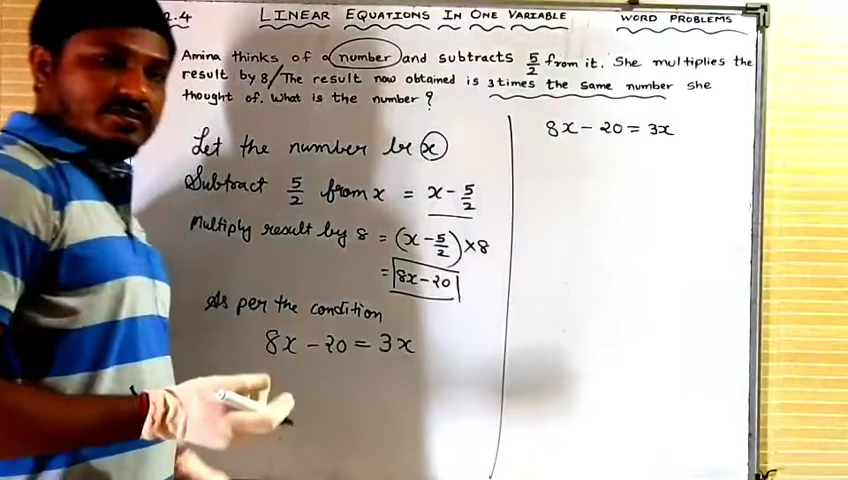 2.4 LINEAR EQUATIONS IN ONE VARIABLE WORD PROBLEMS
Amina thinks of a number and subtracts 5/2 from it. She multiplies the
result by 8/ The result now obtained is 3 times the same number she
thought of. What is the number ?
Let the number be x
Subtract 5/2 from x = x - 5/2
Multiply result by 8 = (x - 5/2) x 8
= 8x - 20
As per the condition
8x - 20 = 3x
8x - 20 = 3x